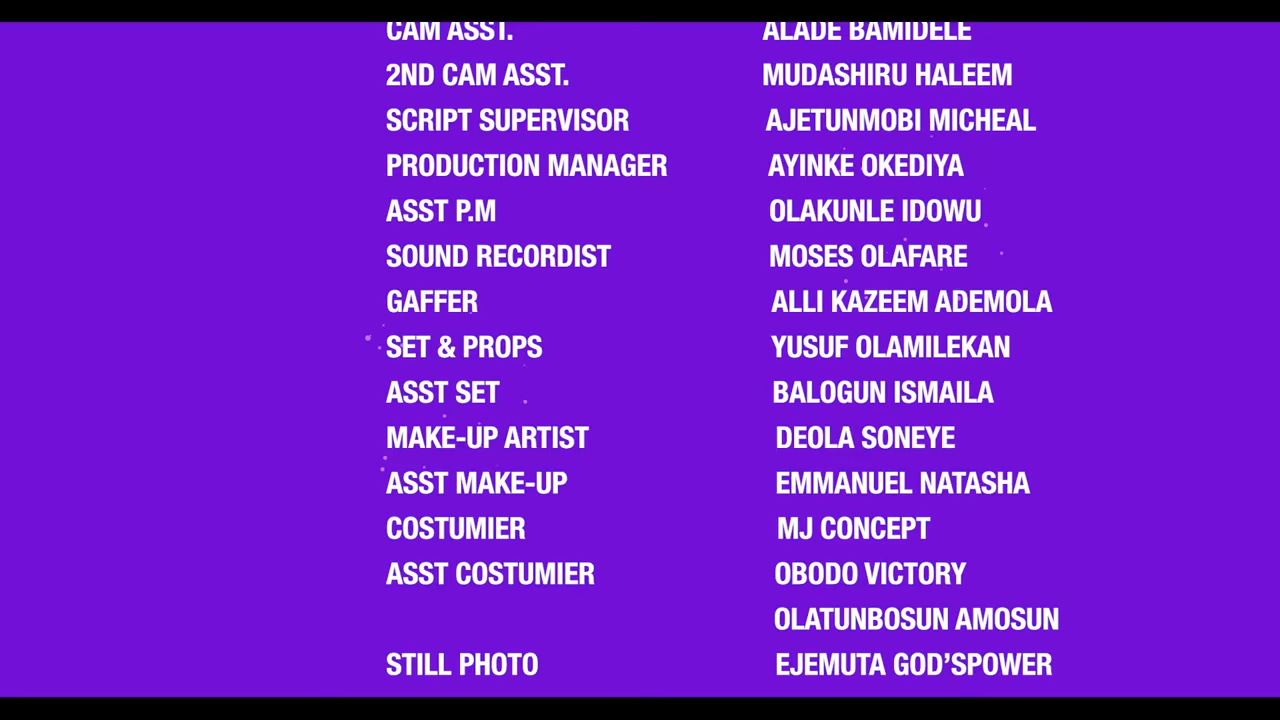 CAM ASST. ALADE BAMIDELE
2ND CAM ASST. MUDASHIRU HALEEM
SCRIPT SUPERVISOR AJETUNMOBI MICHEAL
PRODUCTION MANAGER AYINKE OKEDIYA
ASST P.M OLAKUNLE IDOWU
SOUND RECORDIST MOSES OLAFARE
GAFFER ALLI KAZEEM ADEMOLA
SET & PROPS YUSUF OLAMILEKAN
ASST SET BALOGUN ISMAILA
MAKE-UP ARTIST DEOLA SONEYE
ASST MAKE-UP EMMANUEL NATASHA
COSTUMIER MJ CONCEPT
ASST COSTUMIER OBODO VICTORY
OLATUNBOSUN AMOSUN
STILL PHOTO EJEMUTA GOD’SPOWER